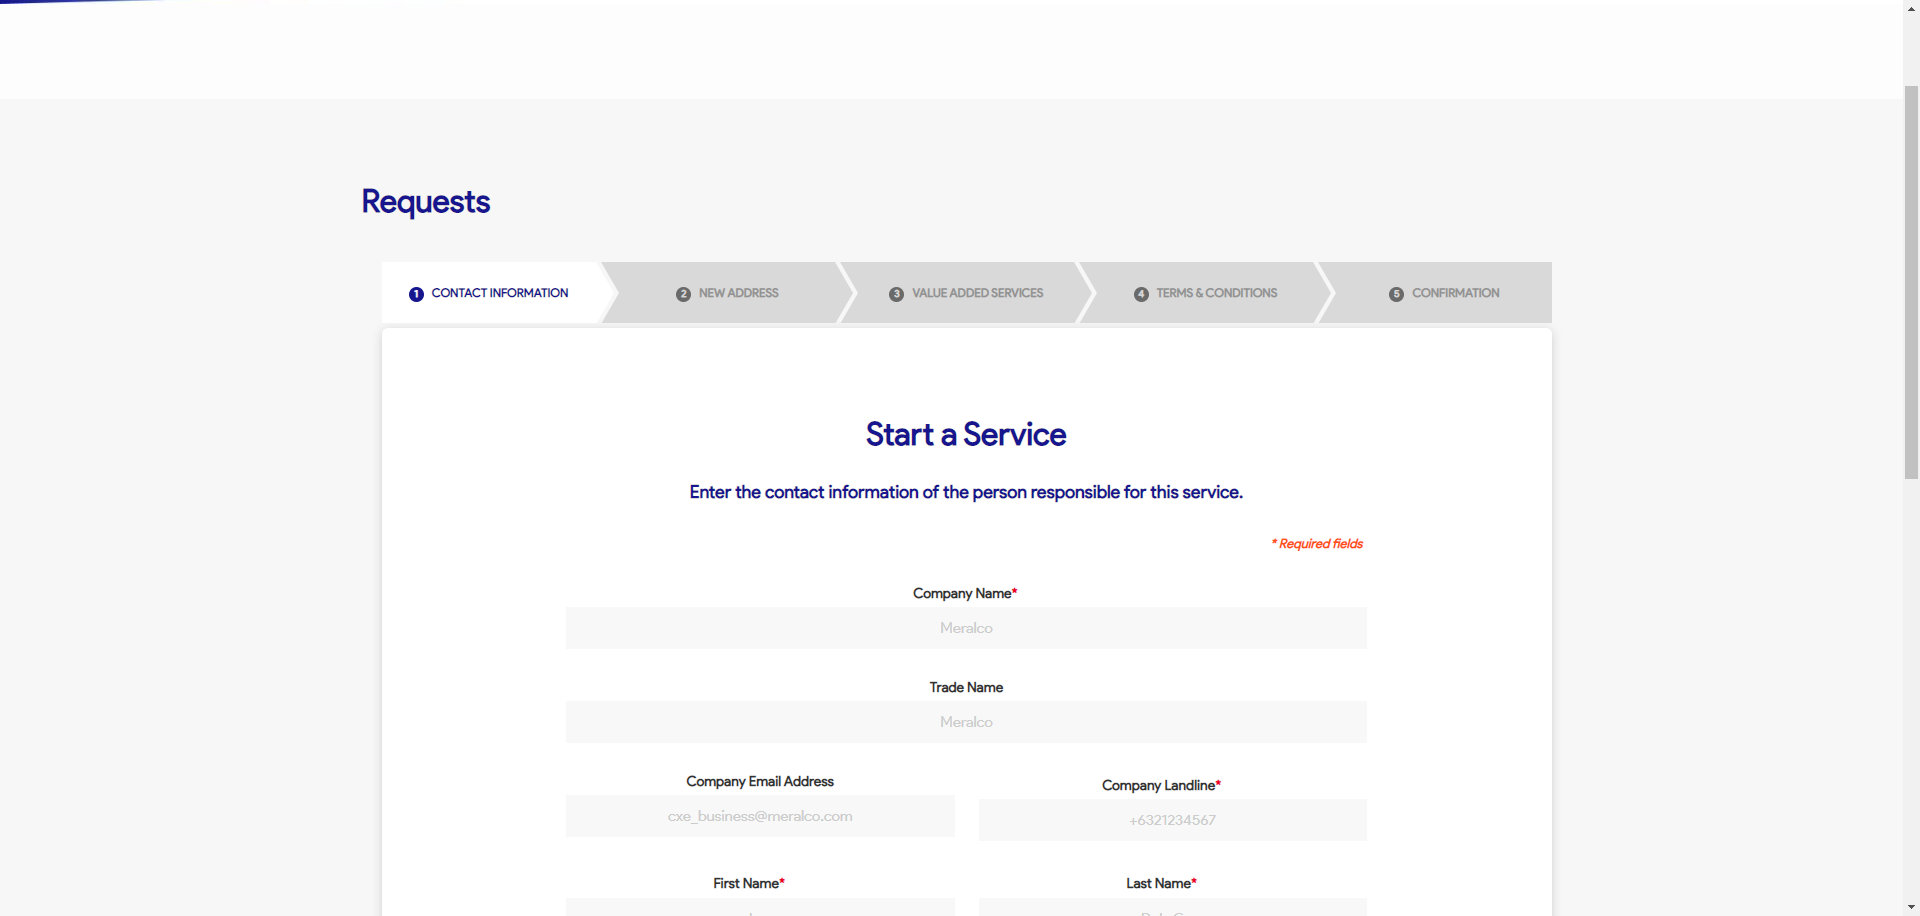 Requests
1 CONTACT INFORMATION 2 NEW ADDRESS 3 VALUE ADDED SERVICES 4 TERMS & CONDITIONS 5 CONFIRMATION
Start a Service
Enter the contact information of the person responsible for this service.
* Required fields
Company Name*
Meralco
Trade Name
Meralco
Company Email Address
Company Landline*
cxe_business@meralco.com
+6321234567
First Name* Last Name*